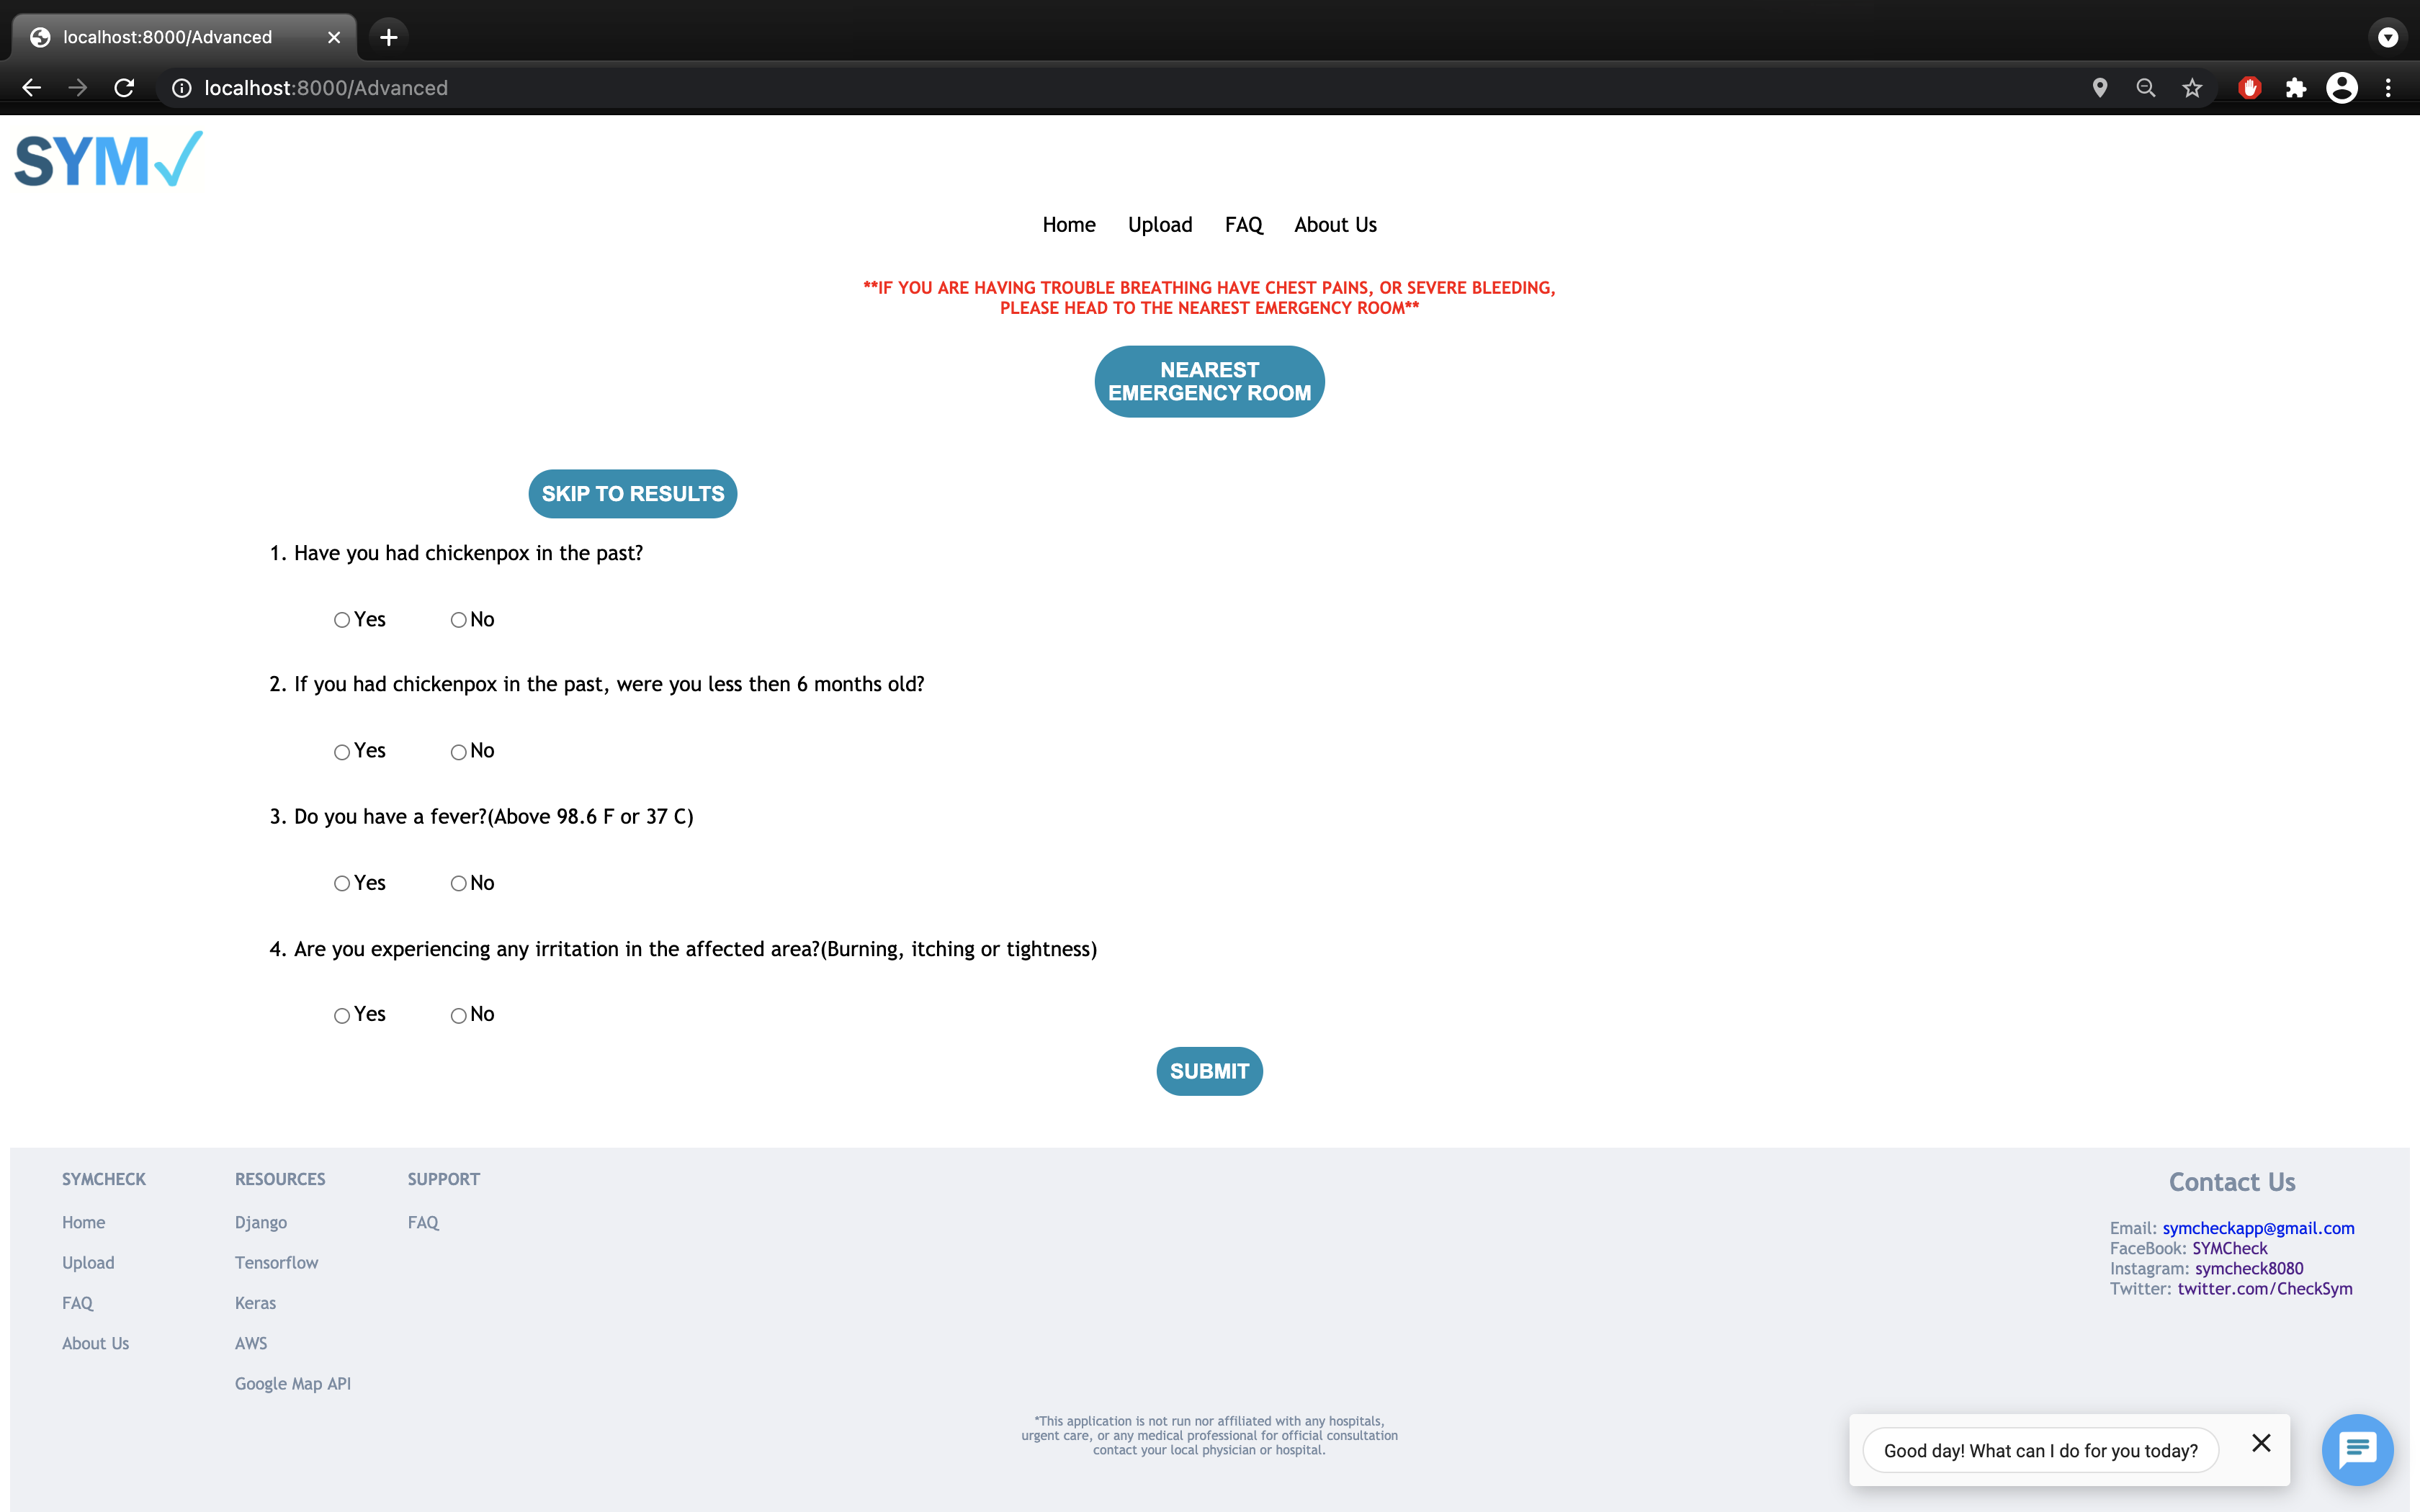 localhost:8000/Advanced
localhost:8000/Advanced
SYM✓
Home Upload FAQ About Us
**IF YOU ARE HAVING TROUBLE BREATHING HAVE CHEST PAINS, OR SEVERE BLEEDING,
PLEASE HEAD TO THE NEAREST EMERGENCY ROOM**
NEAREST
EMERGENCY ROOM
SKIP TO RESULTS
1. Have you had chickenpox in the past?
Yes No
2. If you had chickenpox in the past, were you less then 6 months old?
Yes No
3. Do you have a fever?(Above 98.6 F or 37 C)
Yes No
4. Are you experiencing any irritation in the affected area?(Burning, itching or tightness)
Yes No
SUBMIT
SYMCHECK
Home
Upload
FAQ
About Us
RESOURCES
Django
Tensorflow
Keras
AWS
Google Map API
SUPPORT
FAQ
Contact Us
Email: symcheckapp@gmail.com
FaceBook: SYMCheck
Instagram: symcheck8080
Twitter: twitter.com/CheckSym
*This application is not run nor affiliated with any hospitals,
urgent care, or any medical professional for official consultation
contact your local physician or hospital.
Good day! What can I do for you today?